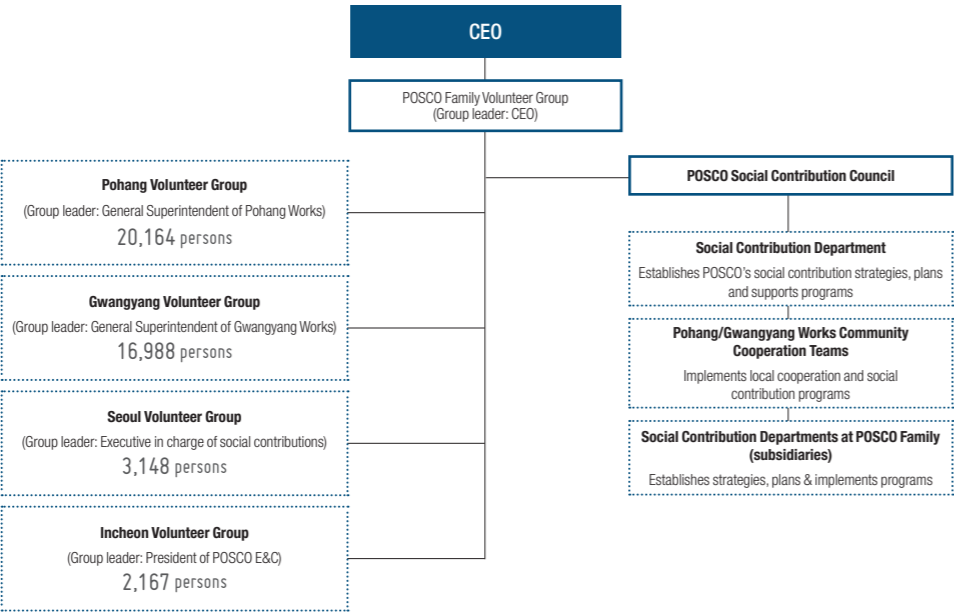 CEO
POSCO Family Volunteer Group
(Group leader: CEO)
Pohang Volunteer Group
(Group leader: General Superintendent of Pohang Works)
20,164 persons
Gwangyang Volunteer Group
(Group leader: General Superintendent of Gwangyang Works)
16,988 persons
Seoul Volunteer Group
(Group leader: Executive in charge of social contributions)
3,148 persons
Incheon Volunteer Group
(Group leader: President of POSCO E&C)
2,167 persons
POSCO Social Contribution Council
Social Contribution Department
Establishes POSCO’s social contribution strategies, plans
and supports programs
Pohang/Gwangyang Works Community
Cooperation Teams
Implements local cooperation and social
contribution programs
Social Contribution Departments at POSCO Family
(subsidiaries)
Establishes strategies, plans & implements programs